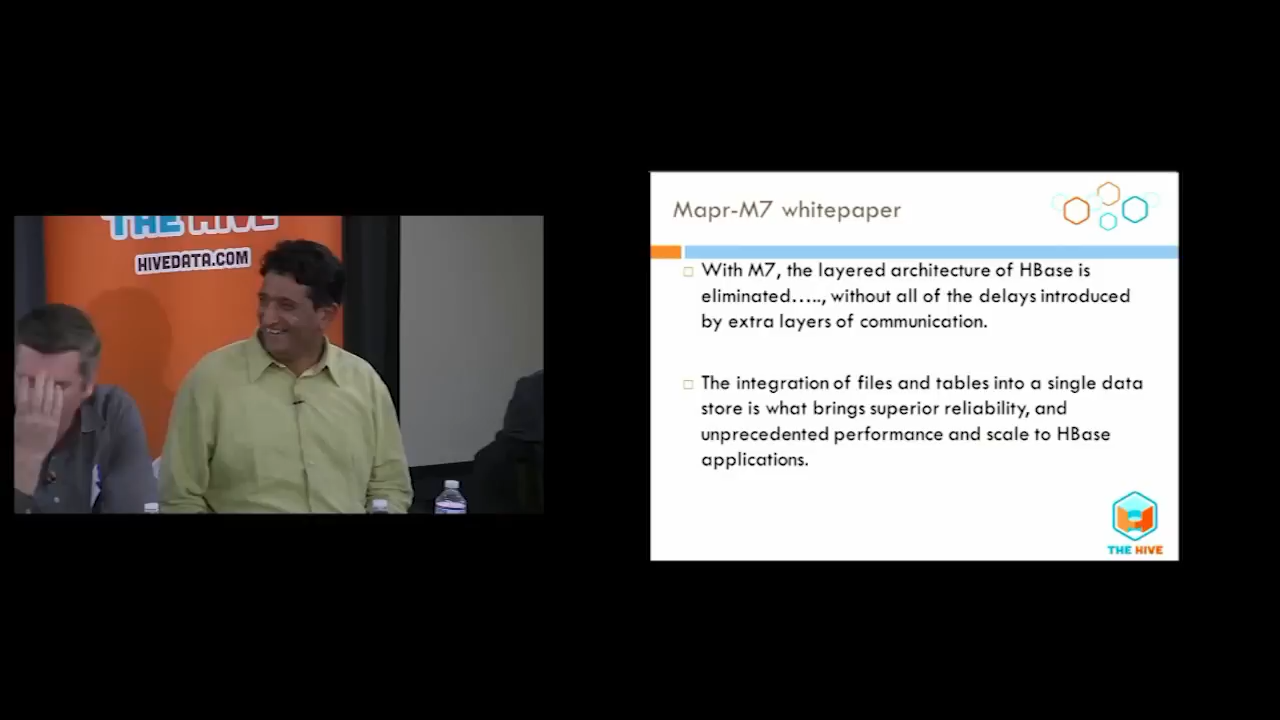 THE HIVE
HIVEDATA.COM
Mapr-M7 whitepaper
With M7, the layered architecture of HBase is
eliminated….., without all of the delays introduced
by extra layers of communication.
The integration of files and tables into a single data
store is what brings superior reliability, and
unprecedented performance and scale to HBase
applications.
THE HIVE